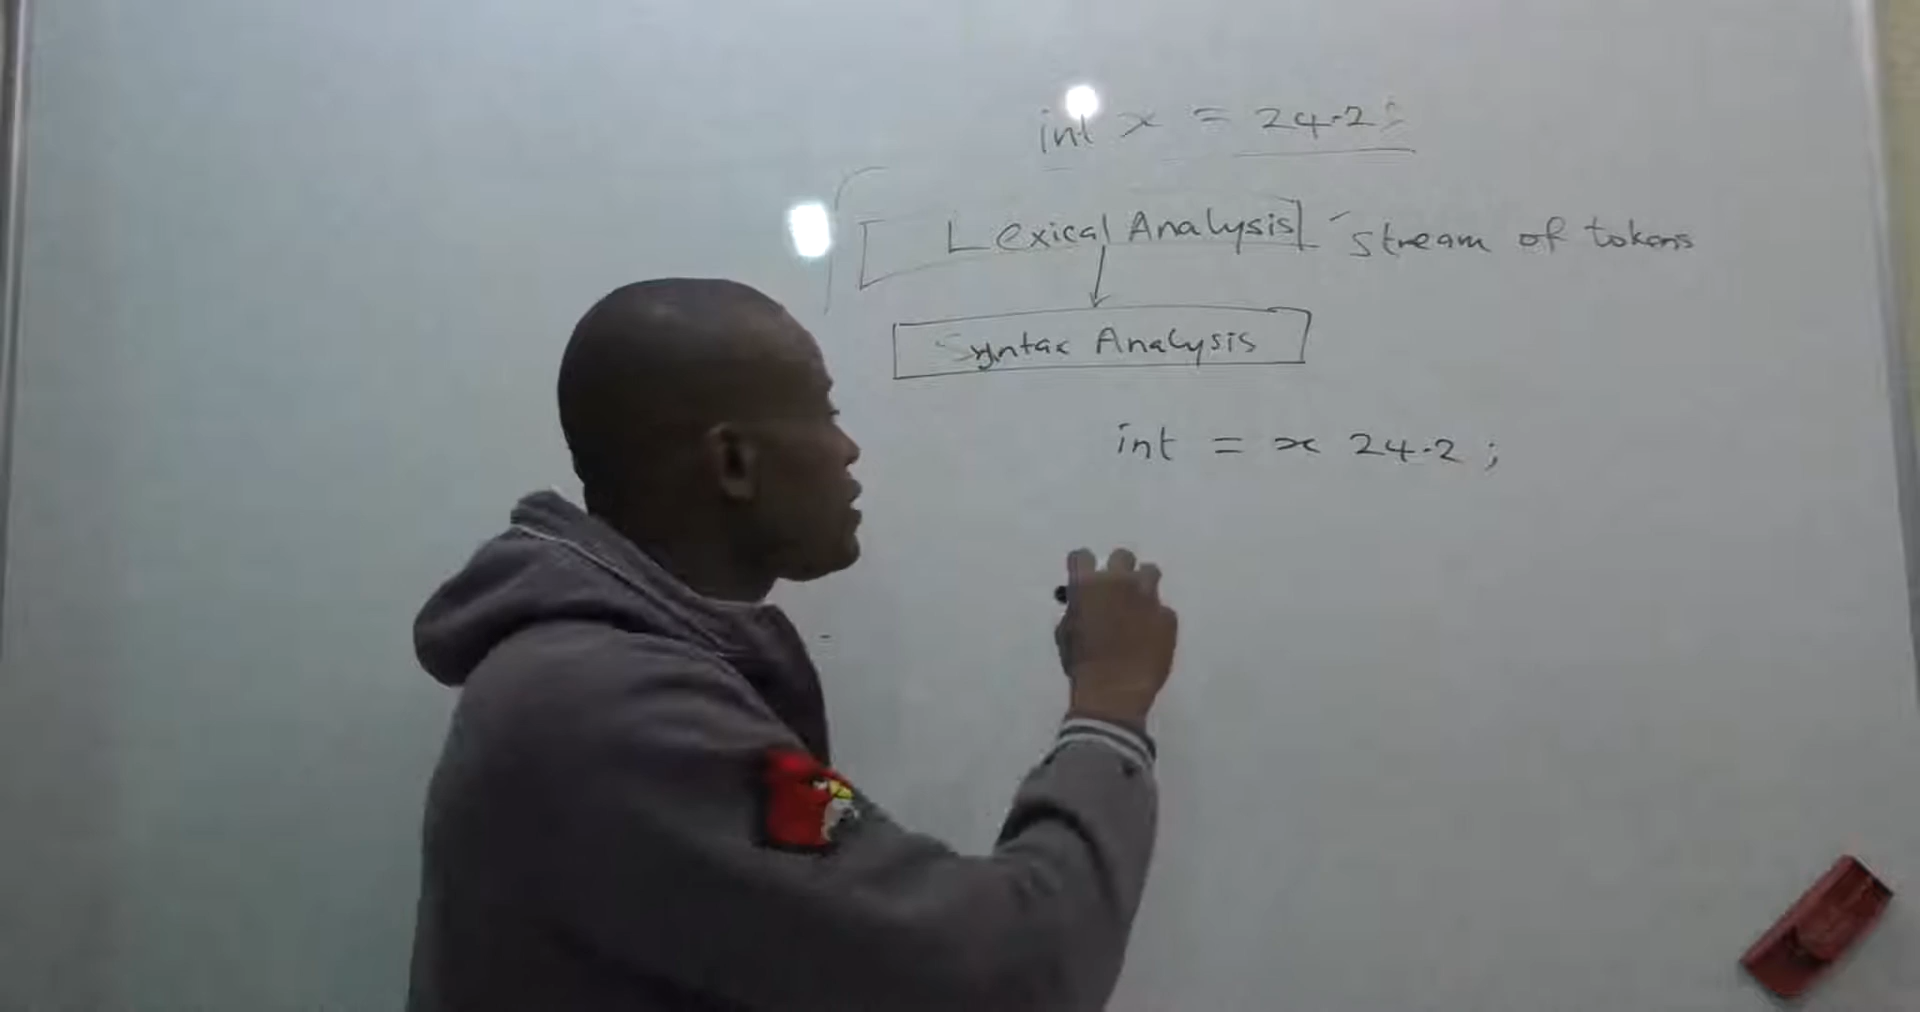 int x = 24.2;
Lexical Analysis stream of tokens
Syntax Analysis
int = x 24.2 ;